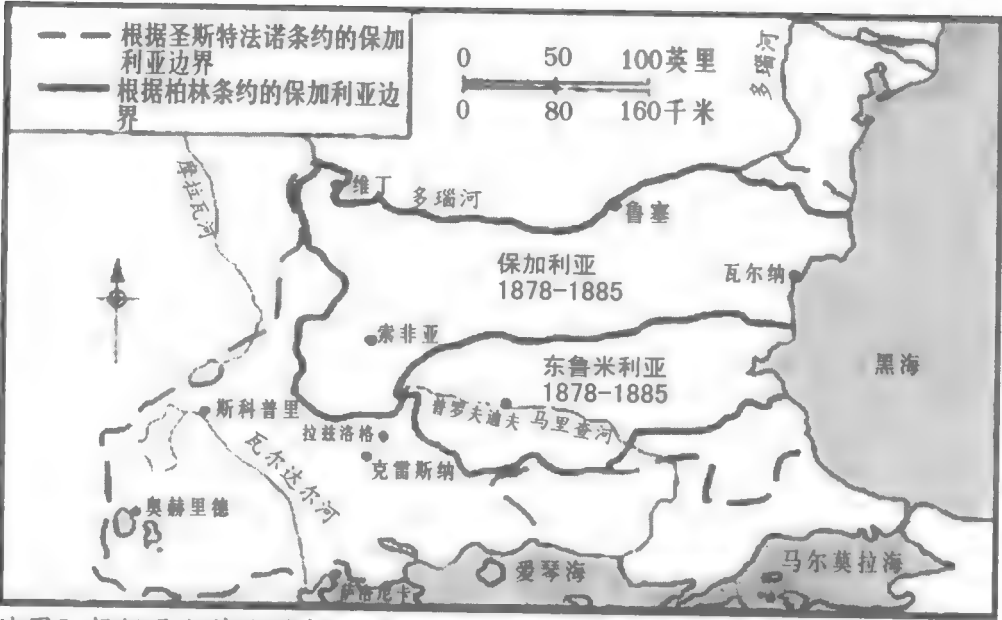 根据圣斯特法诺条约的保加
利亚边界
根据柏林条约的保加利亚边
界
0 50 100英里
0 80 160千米
多瑙河
摩拉瓦河
维丁
多瑙河
鲁塞
保加利亚
1878-1885
瓦尔纳
索非亚
东鲁米利亚
1878-1885
黑海
斯科普里
普罗夫迪夫
马里查河
拉兹洛格
克雷斯纳
瓦尔达尔河
奥赫里德
萨洛尼卡
爱琴海
马尔莫拉海